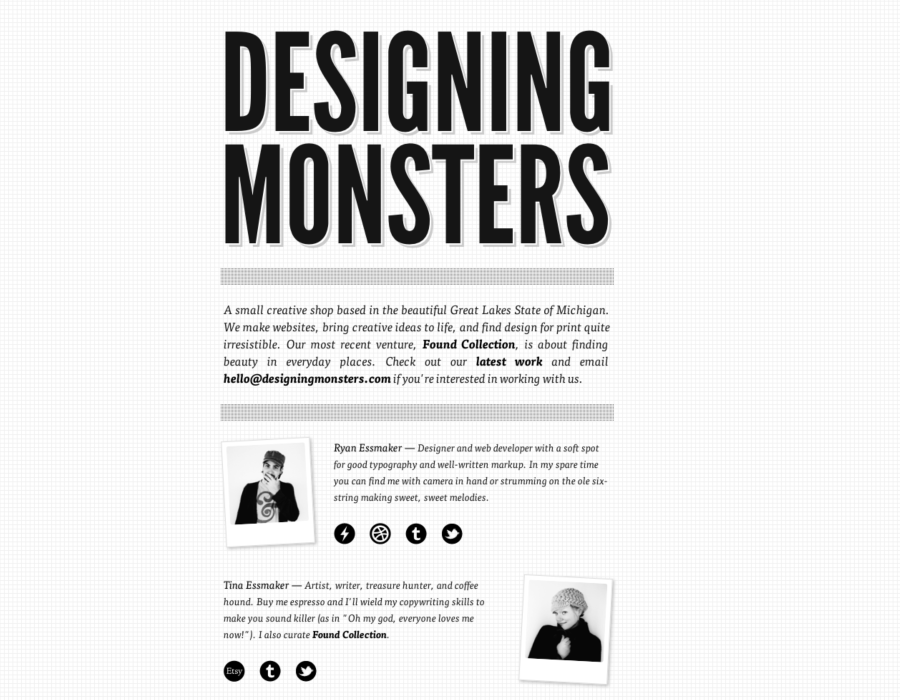 DESIGNING
MONSTERS
A small creative shop based in the beautiful Great Lakes State of Michigan.
We make websites, bring creative ideas to life, and find design for print quite
irresistible. Our most recent venture, Found Collection, is about finding
beauty in everyday places. Check out our latest work and email
hello@designingmonsters.com if you're interested in working with us.
Ryan Essmaker — Designer and web developer with a soft spot
for good typography and well-written markup. In my spare time
you can find me with camera in hand or strumming on the ole six-
string making sweet, sweet melodies.
t
Tina Essmaker — Artist, writer, treasure hunter, and coffee
hound. Buy me espresso and I'll wield my copywriting skills to
make you sound killer (as in "Oh my god, everyone loves me
now!"). I also curate Found Collection.
Etsy t